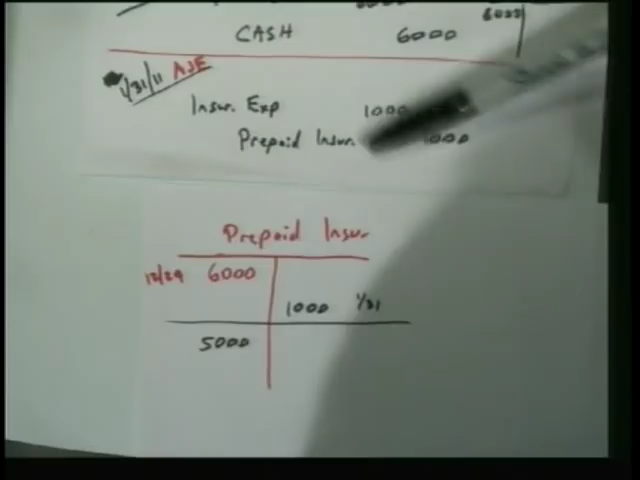 CASH 6000
6000
1/31/11 AJE
Insur. Exp 1000
Prepaid Insur. 1000
Prepaid Insur
12/29 6000
1000 1/31
5000